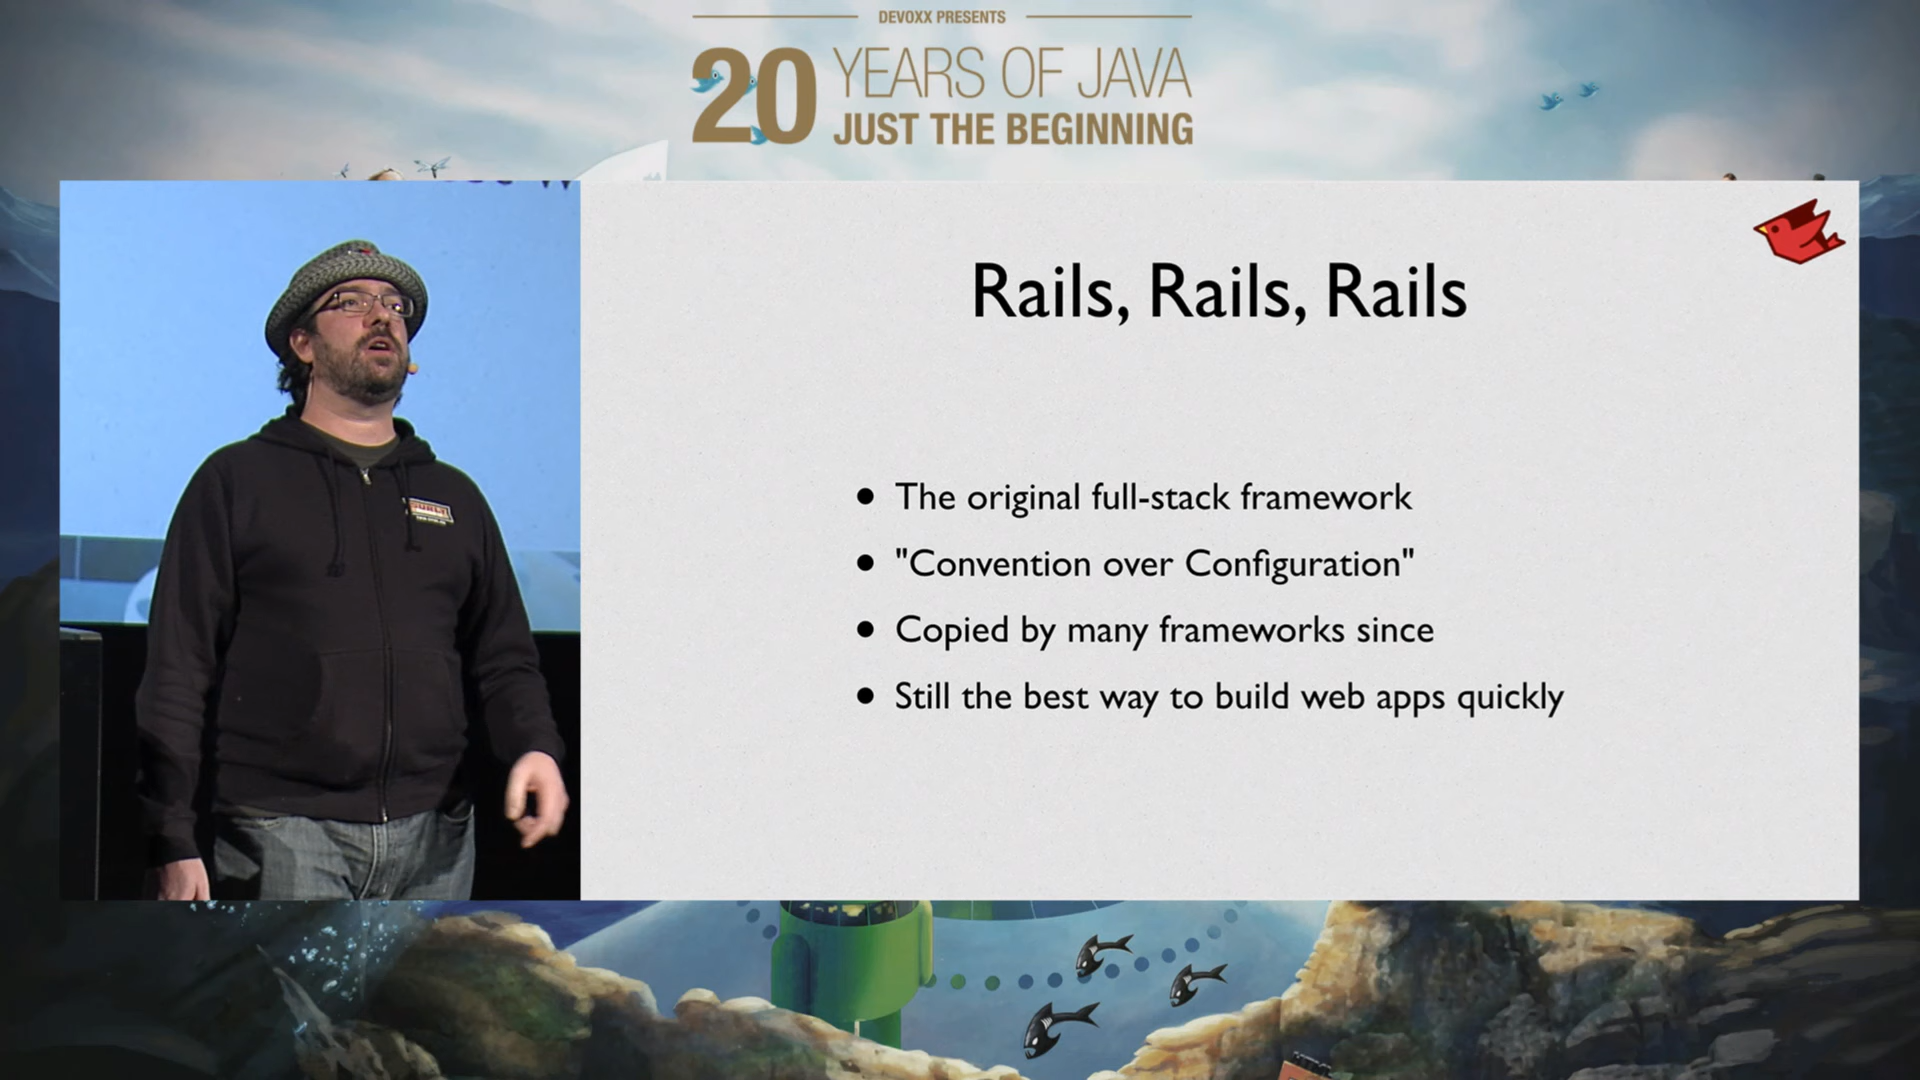 DEVOXX PRESENTS
20 YEARS OF JAVA
JUST THE BEGINNING
Rails, Rails, Rails
• The original full-stack framework
• "Convention over Configuration"
• Copied by many frameworks since
• Still the best way to build web apps quickly